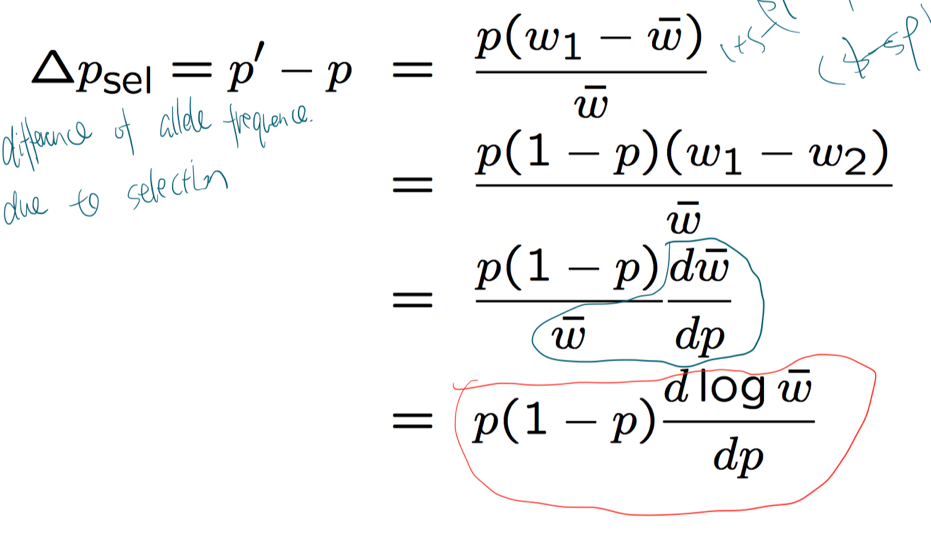 Δp_sel = p′ − p = p(w₁ − w̄) / w̄
difference of allele frequence.
due to selection
= p(1 − p)(w₁ − w₂) / w̄
= p(1 − p) / w̄ dw̄ / dp
= p(1 − p) d log w̄ / dp